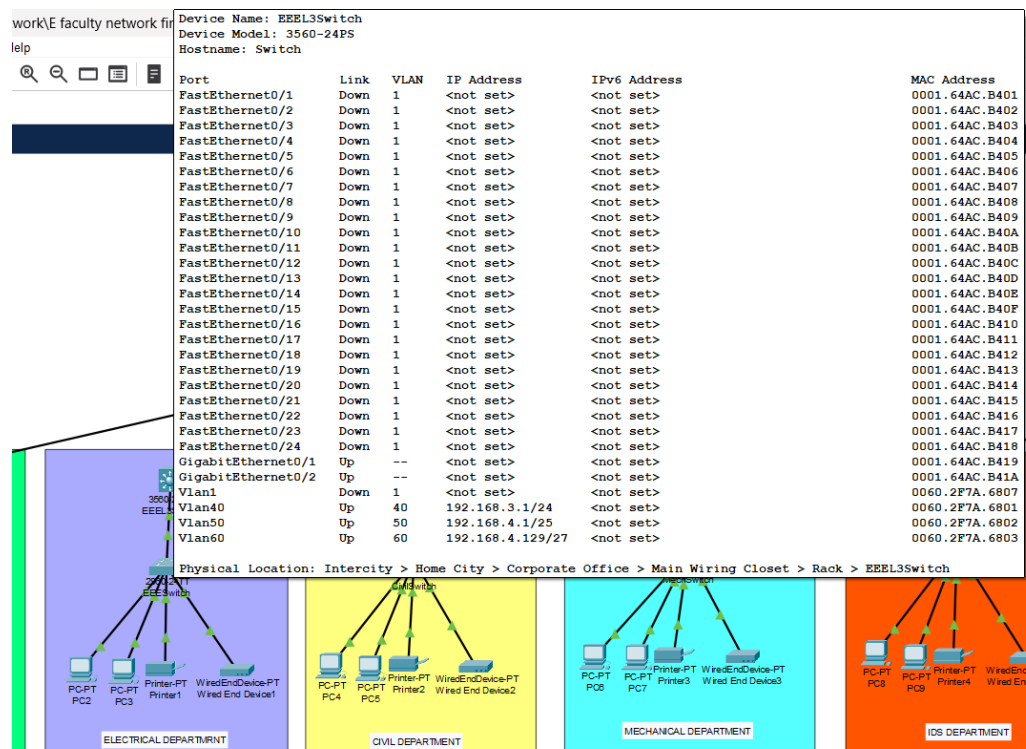 work\E faculty network fir
lelp
Device Name: EEEL3Switch
Device Model: 3560-24PS
Hostname: Switch
Port Link VLAN IP Address IPv6 Address MAC Address
FastEthernet0/1 Down 1 <not set> <not set> 0001.64AC.B401
FastEthernet0/2 Down 1 <not set> <not set> 0001.64AC.B402
FastEthernet0/3 Down 1 <not set> <not set> 0001.64AC.B403
FastEthernet0/4 Down 1 <not set> <not set> 0001.64AC.B404
FastEthernet0/5 Down 1 <not set> <not set> 0001.64AC.B405
FastEthernet0/6 Down 1 <not set> <not set> 0001.64AC.B406
FastEthernet0/7 Down 1 <not set> <not set> 0001.64AC.B407
FastEthernet0/8 Down 1 <not set> <not set> 0001.64AC.B408
FastEthernet0/9 Down 1 <not set> <not set> 0001.64AC.B409
FastEthernet0/10 Down 1 <not set> <not set> 0001.64AC.B40A
FastEthernet0/11 Down 1 <not set> <not set> 0001.64AC.B40B
FastEthernet0/12 Down 1 <not set> <not set> 0001.64AC.B40C
FastEthernet0/13 Down 1 <not set> <not set> 0001.64AC.B40D
FastEthernet0/14 Down 1 <not set> <not set> 0001.64AC.B40E
FastEthernet0/15 Down 1 <not set> <not set> 0001.64AC.B40F
FastEthernet0/16 Down 1 <not set> <not set> 0001.64AC.B410
FastEthernet0/17 Down 1 <not set> <not set> 0001.64AC.B411
FastEthernet0/18 Down 1 <not set> <not set> 0001.64AC.B412
FastEthernet0/19 Down 1 <not set> <not set> 0001.64AC.B413
FastEthernet0/20 Down 1 <not set> <not set> 0001.64AC.B414
FastEthernet0/21 Down 1 <not set> <not set> 0001.64AC.B415
FastEthernet0/22 Down 1 <not set> <not set> 0001.64AC.B416
FastEthernet0/23 Down 1 <not set> <not set> 0001.64AC.B417
FastEthernet0/24 Down 1 <not set> <not set> 0001.64AC.B418
GigabitEthernet0/1 Up -- <not set> <not set> 0001.64AC.B419
GigabitEthernet0/2 Up -- <not set> <not set> 0001.64AC.B41A
Vlan1 Down 1 <not set> <not set> 0060.2F7A.6807
Vlan40 Up 40 192.168.3.1/24 <not set> 0060.2F7A.6801
Vlan50 Up 50 192.168.4.1/25 <not set> 0060.2F7A.6802
Vlan60 Up 60 192.168.4.129/27 <not set> 0060.2F7A.6803
Physical Location: Intercity > Home City > Corporate Office > Main Wiring Closet > Rack > EEEL3Switch
EEESwitch
CivilSwitch
MechSwitch
PC-PT
PC2
PC-PT
PC3
Printer-PT
Printer1
WiredEndDevice-PT
Wired End Device1
PC-PT
PC4
PC-PT
PC5
Printer-PT
Printer2
WiredEndDevice-PT
Wired End Device2
PC-PT
PC6
PC-PT
PC7
Printer-PT
Printer3
WiredEndDevice-PT
Wired End Device3
PC-PT
PC8
PC-PT
PC9
Printer-PT
Printer4
WiredEn
Wired En
ELECTRICAL DEPARTMRNT
CIVIL DEPARTMENT
MECHANICAL DEPARTMENT
IDS DEPARTMENT